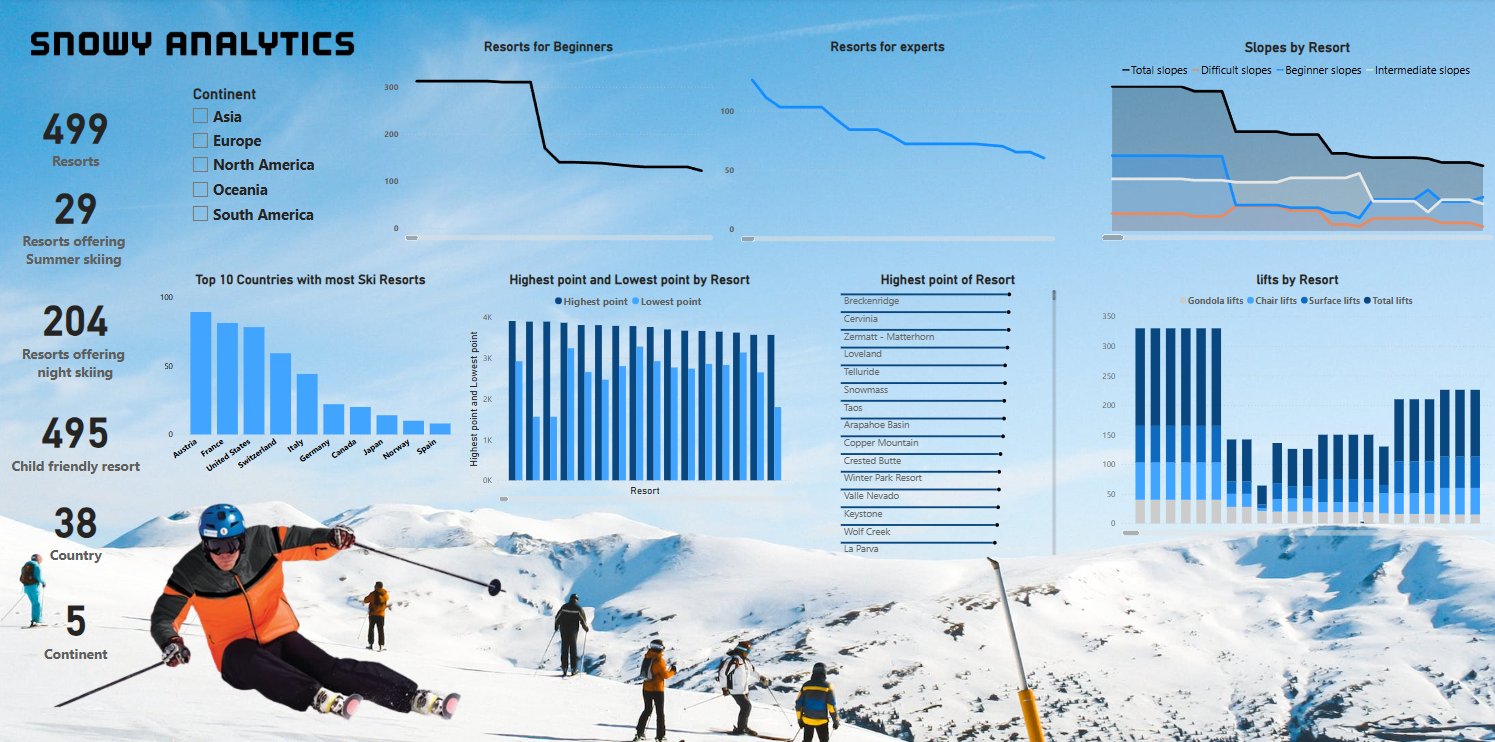 SNOWY ANALYTICS
499
Resorts
29
Resorts offering
Summer skiing
204
Resorts offering
night skiing
495
Child friendly resort
38
Country
5
Continent
Continent
Asia
Europe
North America
Oceania
South America
Resorts for Beginners
300
200
100
0
Resorts for experts
100
50
0
Slopes by Resort
Total slopes Difficult slopes Beginner slopes Intermediate slopes
Top 10 Countries with most Ski Resorts
100
50
0
Austria
France
United States
Switzerland
Italy
Germany
Canada
Japan
Norway
Spain
Highest point and Lowest point by Resort
Highest point Lowest point
Highest point and Lowest point
4K
3K
2K
1K
0K
Resort
Highest point of Resort
Breckenridge
Cervinia
Zermatt - Matterhorn
Loveland
Telluride
Snowmass
Taos
Arapahoe Basin
Copper Mountain
Crested Butte
Winter Park Resort
Valle Nevado
Keystone
Wolf Creek
La Parva
lifts by Resort
Gondola lifts Chair lifts Surface lifts Total lifts
350
300
250
200
150
100
50
0